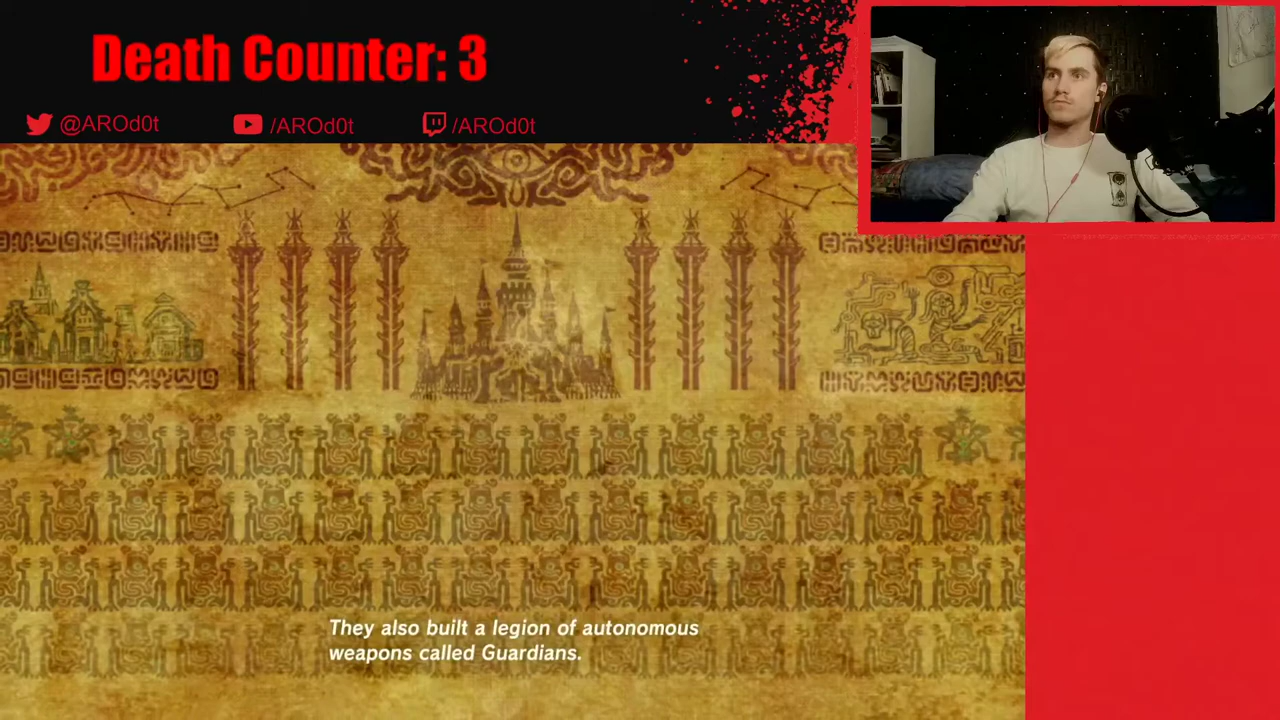 Death Counter: 3
@AROd0t /AROd0t /AROd0t
They also built a legion of autonomous
weapons called Guardians.